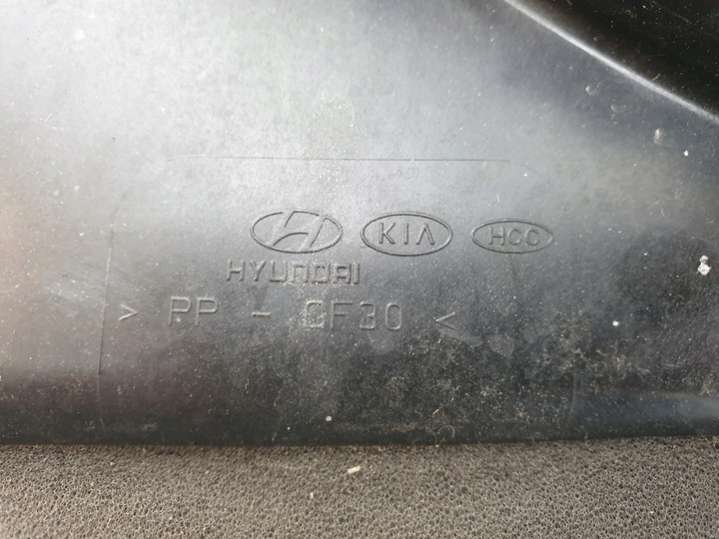 KIA HCC
HYUNDAI
> PP - GF30 <